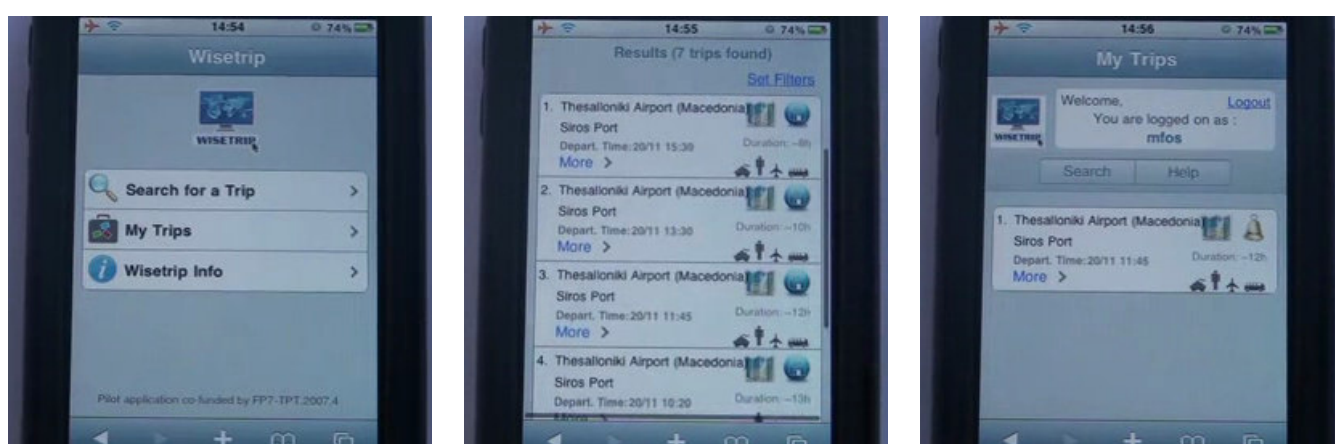 14:54
74%
Wisetrip
WISETRIP
Search for a Trip
My Trips
Wisetrip Info
Pilot application co-funded by FP7-TPT.2007.4
14:55
74%
Results (7 trips found)
Set Filters
1. Thesalloniki Airport (Macedonia)
Siros Port
Depart. Time:20/11 15:30
Duration: ~8h
More >
2. Thesalloniki Airport (Macedonia)
Siros Port
Depart. Time:20/11 13:30
Duration: ~10h
More >
3. Thesalloniki Airport (Macedonia)
Siros Port
Depart. Time:20/11 11:45
Duration: ~12h
More >
4. Thesalloniki Airport (Macedonia)
Siros Port
Depart. Time:20/11 10:20
Duration: ~13h
More >
14:56
74%
My Trips
WISETRIP
Welcome,
Logout
You are logged on as :
mfos
Search
Help
1. Thesalloniki Airport (Macedonia)
Siros Port
Depart. Time:20/11 11:45
Duration: ~12h
More >